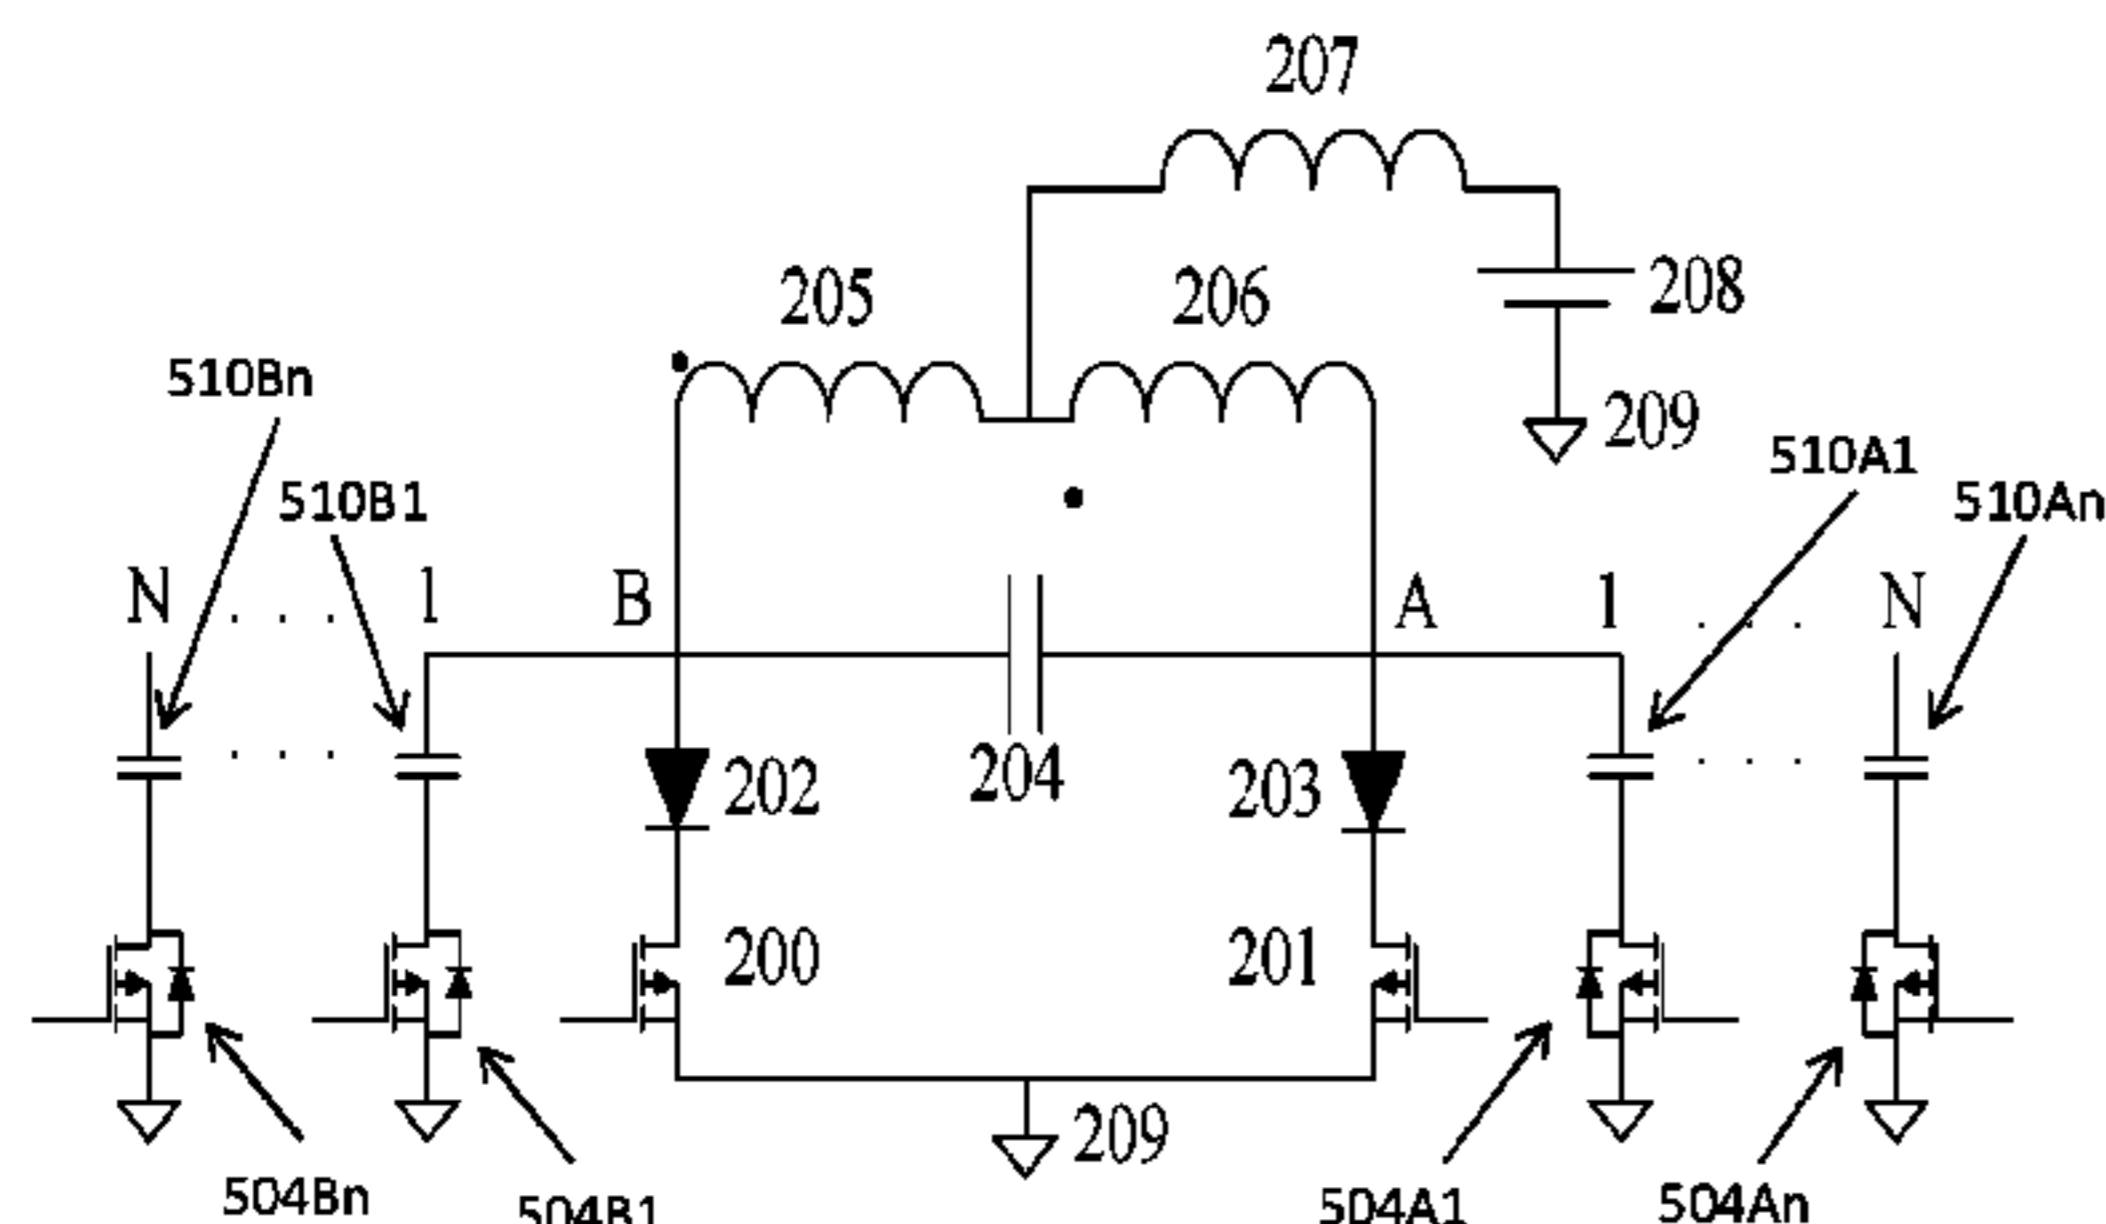 207
205
206
208
510Bn
209
510A1
510B1
510An
N . . . 1
B
A
1 . . . N
. . .
. . .
202
204
203
200
201
209
504Bn
504B1
504A1
504An